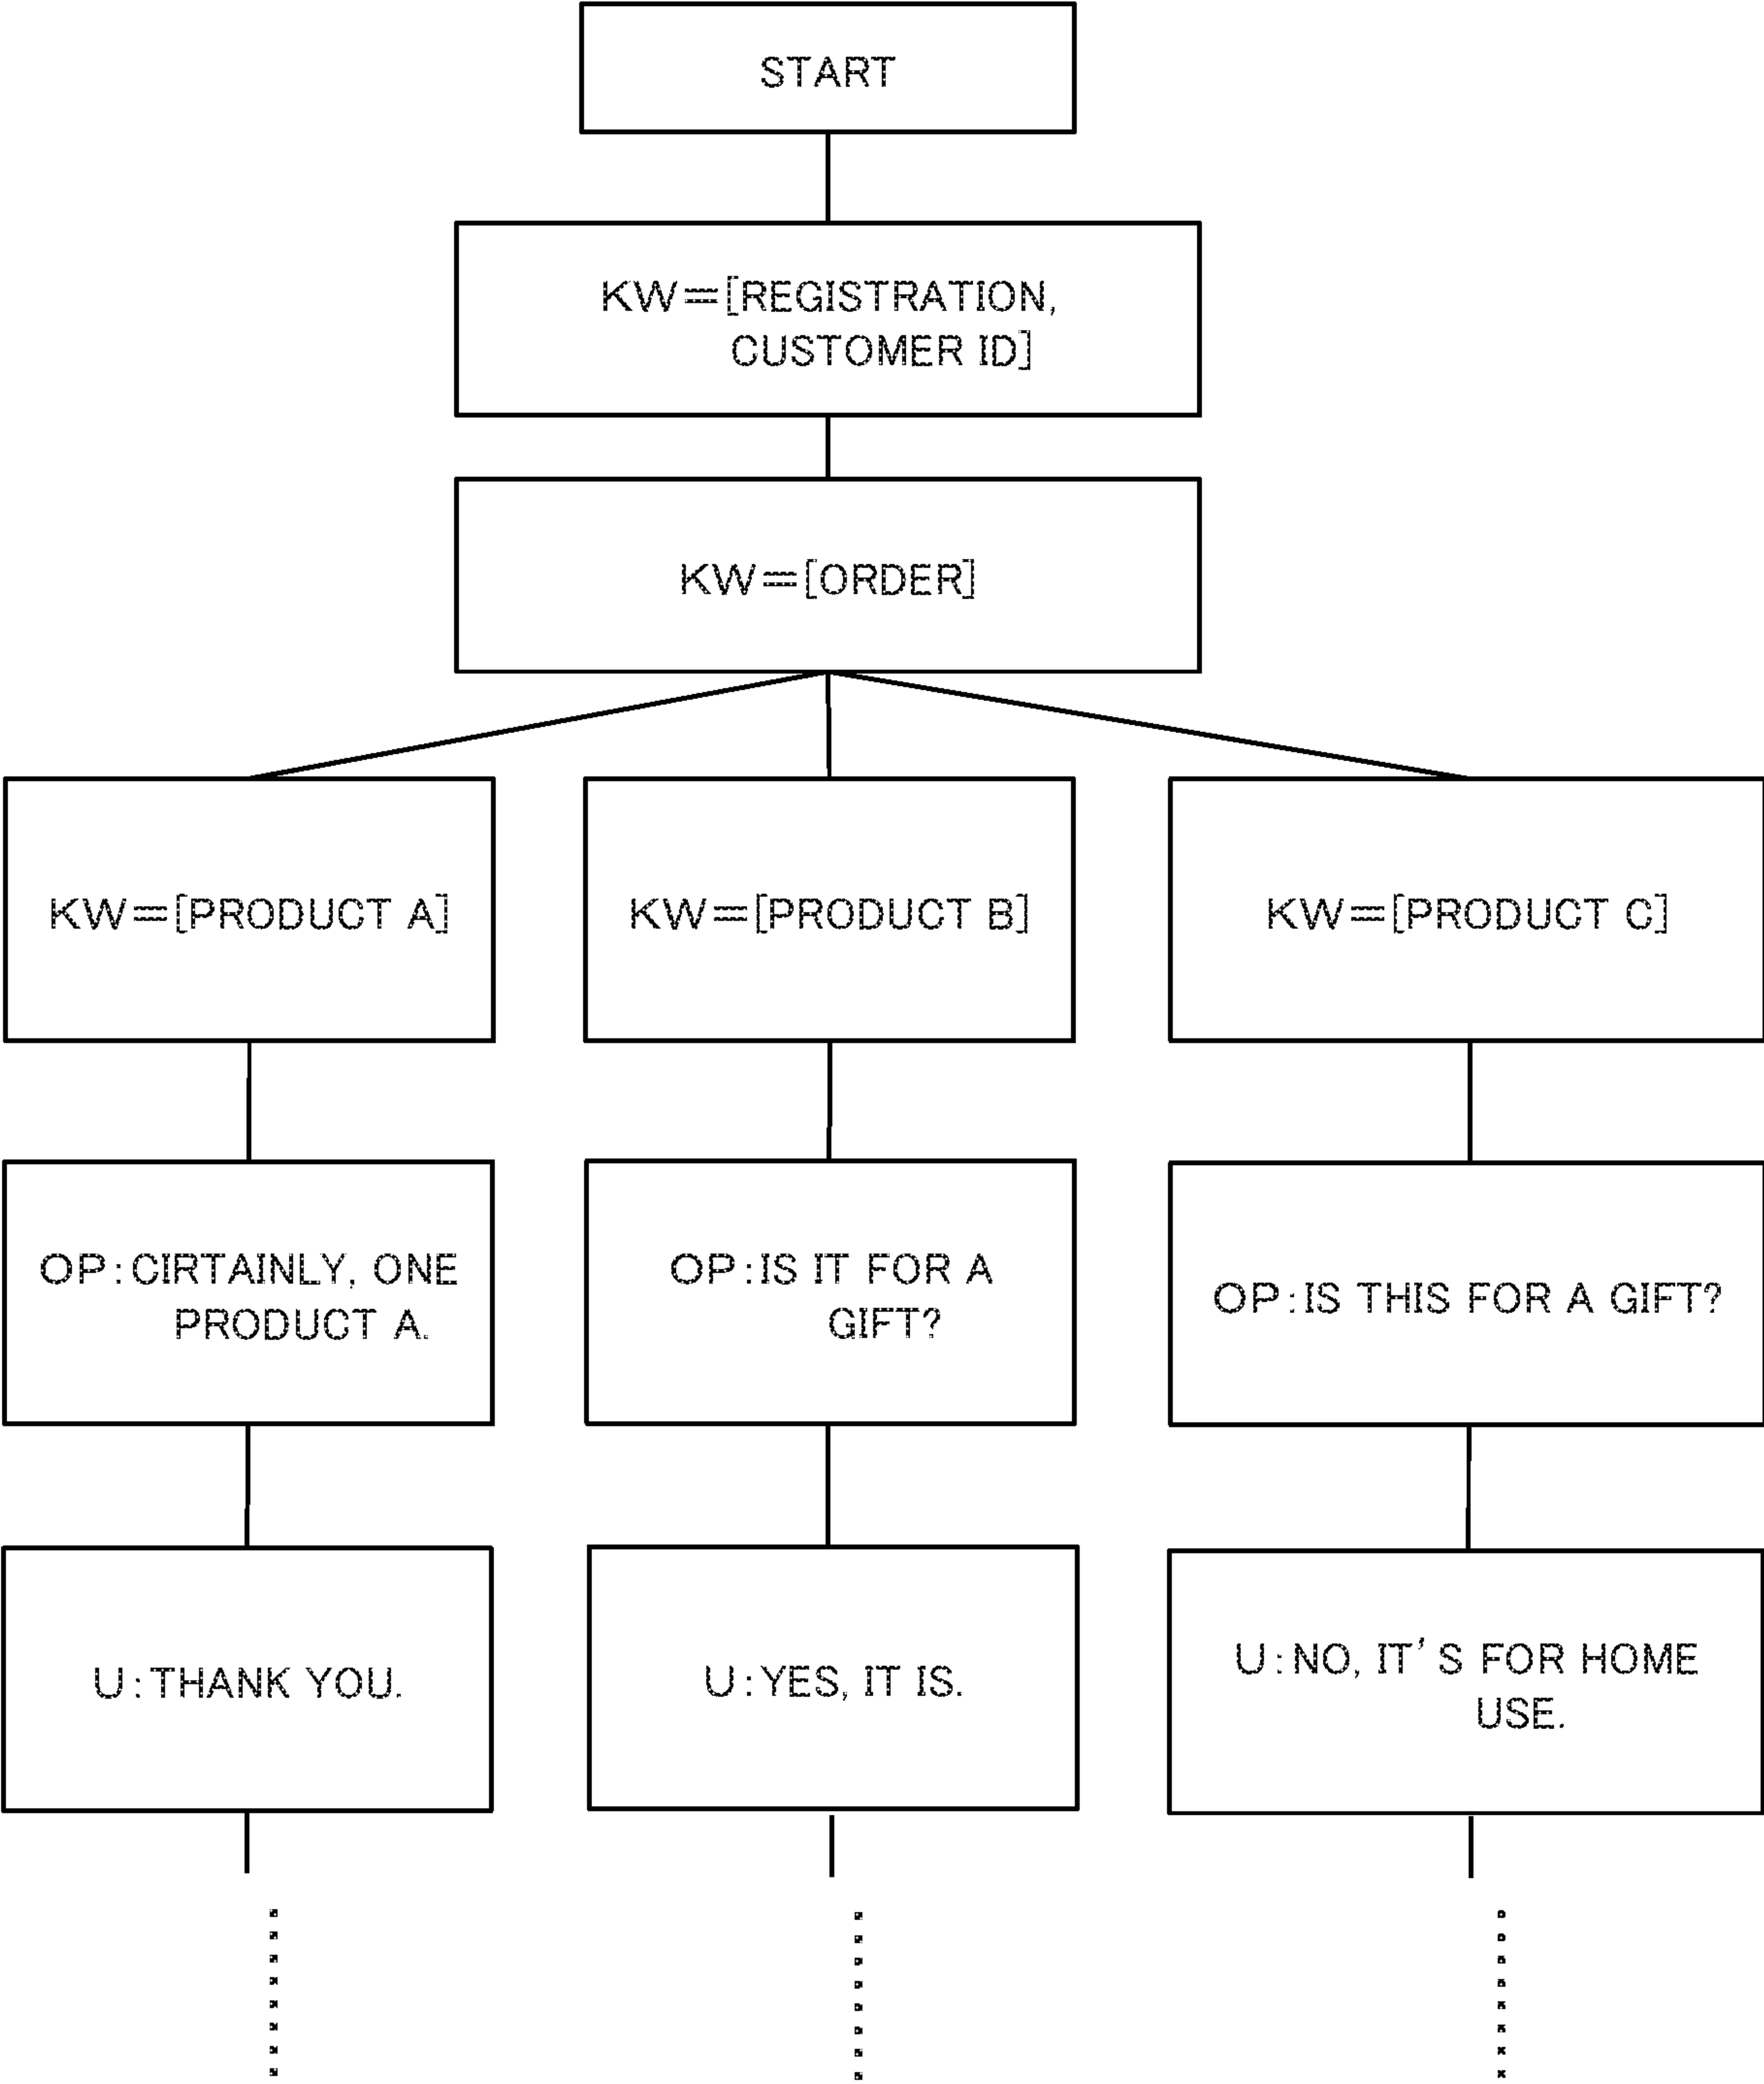 START
KW=[REGISTRATION,
CUSTOMER ID]
KW=[ORDER]
KW=[PRODUCT A]
KW=[PRODUCT B]
KW=[PRODUCT C]
OP:CIRTAINLY, ONE
PRODUCT A.
OP:IS IT FOR A
GIFT?
OP:IS THIS FOR A GIFT?
U:THANK YOU.
U:YES, IT IS.
U:NO, IT'S FOR HOME
USE.